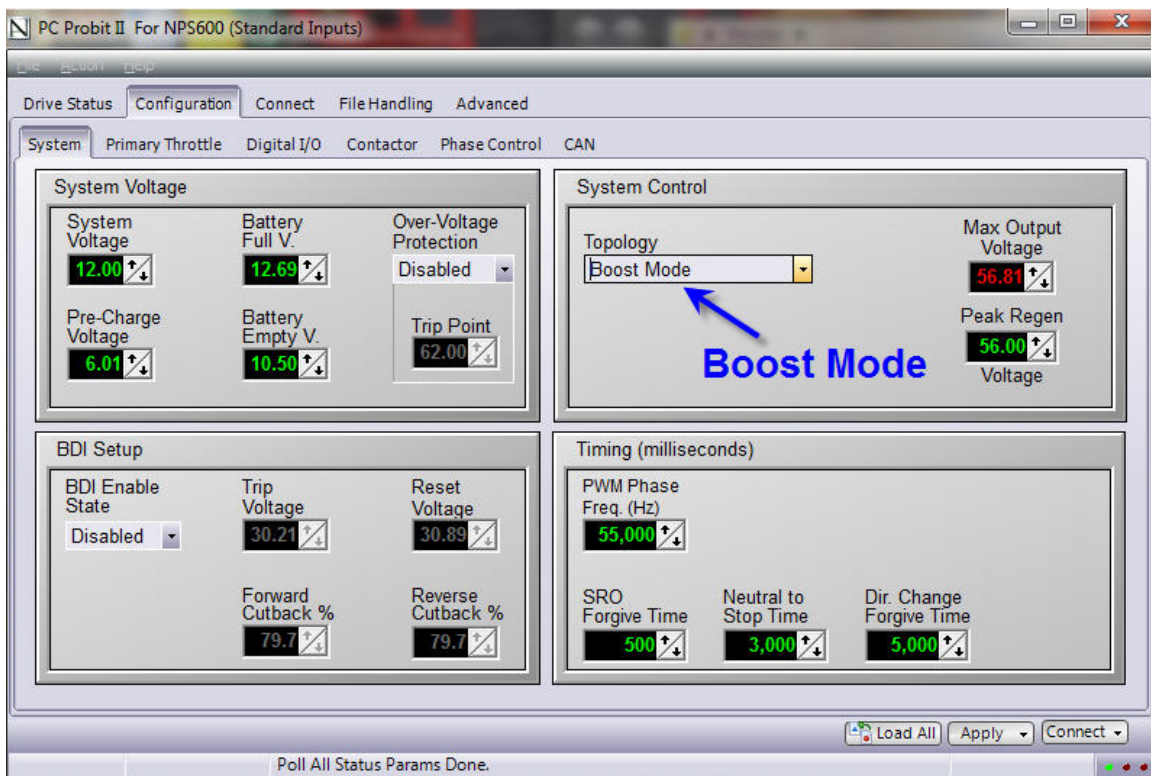 PC Probit II For NPS600 (Standard Inputs)
File Action Help
Drive Status Configuration Connect File Handling Advanced
System Primary Throttle Digital I/O Contactor Phase Control CAN
System Voltage
System
Voltage
12.00
Battery
Full V.
12.69
Over-Voltage
Protection
Disabled
Pre-Charge
Voltage
6.01
Battery
Empty V.
10.50
Trip Point
62.00
System Control
Topology
Boost Mode
Max Output
Voltage
56.81
Peak Regen
56.00
Voltage
Boost Mode
BDI Setup
BDI Enable
State
Disabled
Trip
Voltage
30.21
Reset
Voltage
30.89
Forward
Cutback %
79.7
Reverse
Cutback %
79.7
Timing (milliseconds)
PWM Phase
Freq. (Hz)
55,000
SRO
Forgive Time
500
Neutral to
Stop Time
3,000
Dir. Change
Forgive Time
5,000
Load All Apply Connect
Poll All Status Params Done.